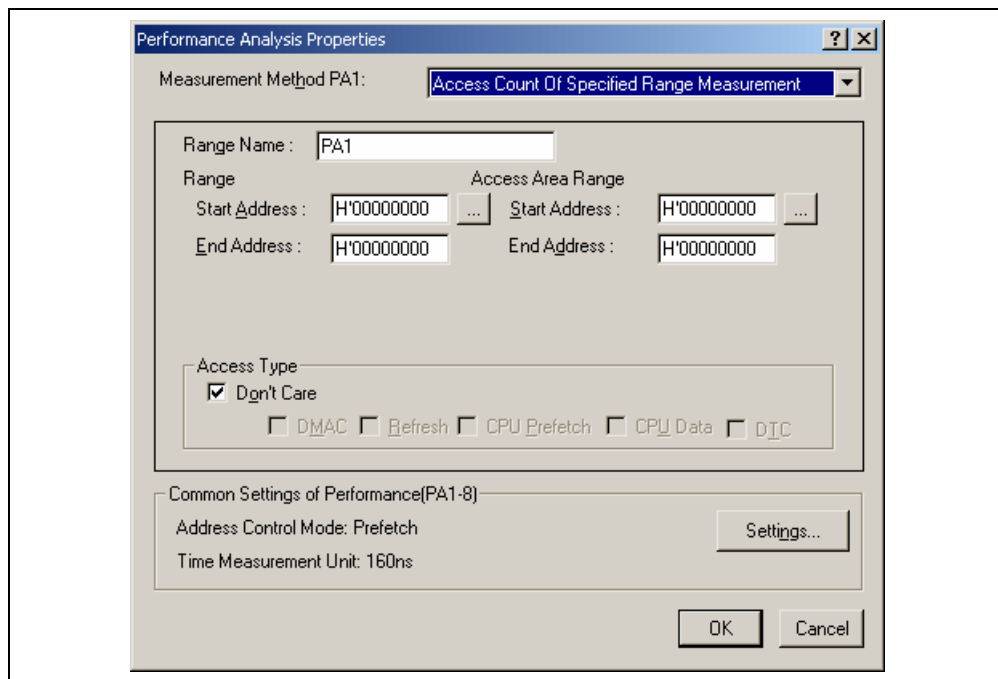 Performance Analysis Properties
Measurement Method PA1: Access Count Of Specified Range Measurement
Range Name : PA1
Range Access Area Range
Start Address : H'00000000 ... Start Address : H'00000000 ...
End Address : H'00000000 End Address : H'00000000
Access Type
Don't Care
DMAC Refresh CPU Prefetch CPU Data DTC
Common Settings of Performance(PA1-8)
Address Control Mode: Prefetch
Settings...
Time Measurement Unit: 160ns
OK Cancel